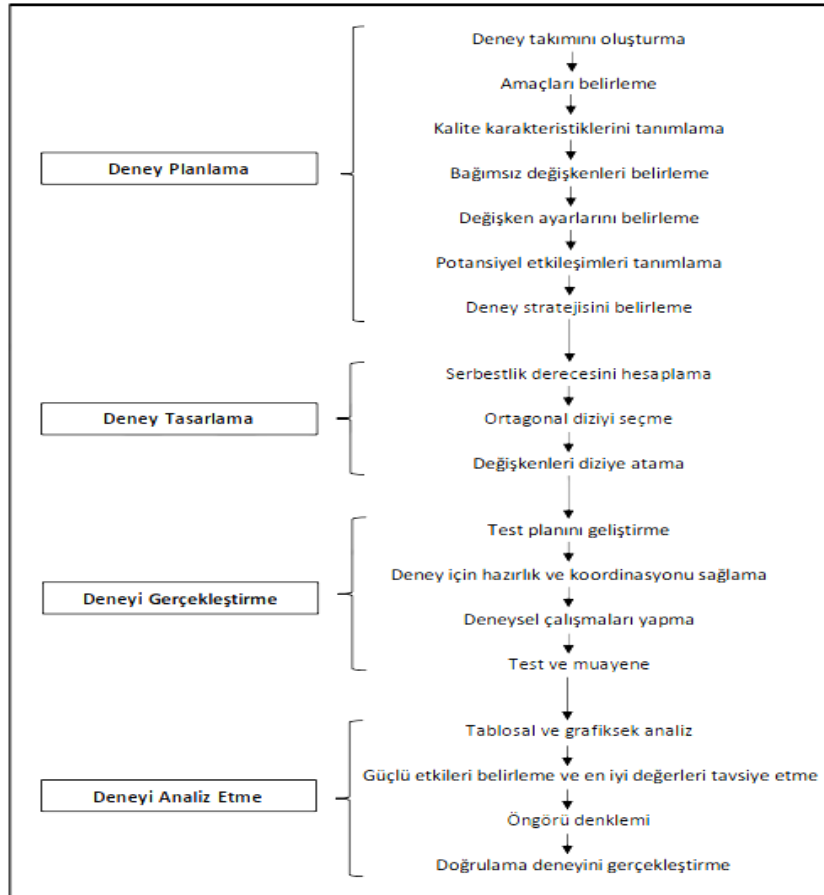 Deney Planlama
Deney takımını oluşturma
Amaçları belirleme
Kalite karakteristiklerini tanımlama
Bağımsız değişkenleri belirleme
Değişken ayarlarını belirleme
Potansiyel etkileşimleri tanımlama
Deney stratejisini belirleme
Deney Tasarlama
Serbestlik derecesini hesaplama
Ortagonal diziyi seçme
Değişkenleri diziye atama
Deneyi Gerçekleştirme
Test planını geliştirme
Deney için hazırlık ve koordinasyonu sağlama
Deneysel çalışmaları yapma
Test ve muayene
Deneyi Analiz Etme
Tablosal ve grafiksek analiz
Güçlü etkileri belirleme ve en iyi değerleri tavsiye etme
Öngörü denklemi
Doğrulama deneyini gerçekleştirme